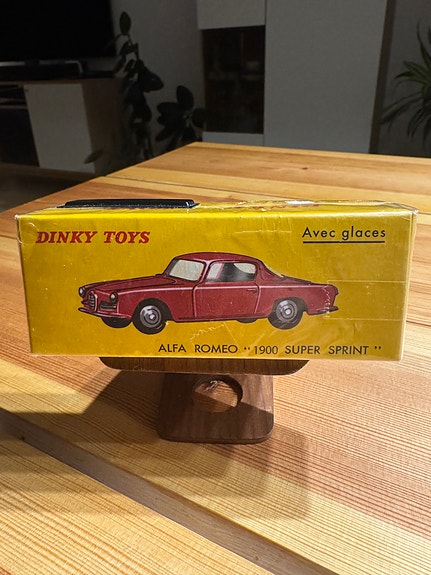 DINKY TOYS
Avec glaces
ALFA ROMEO "1900 SUPER SPRINT"